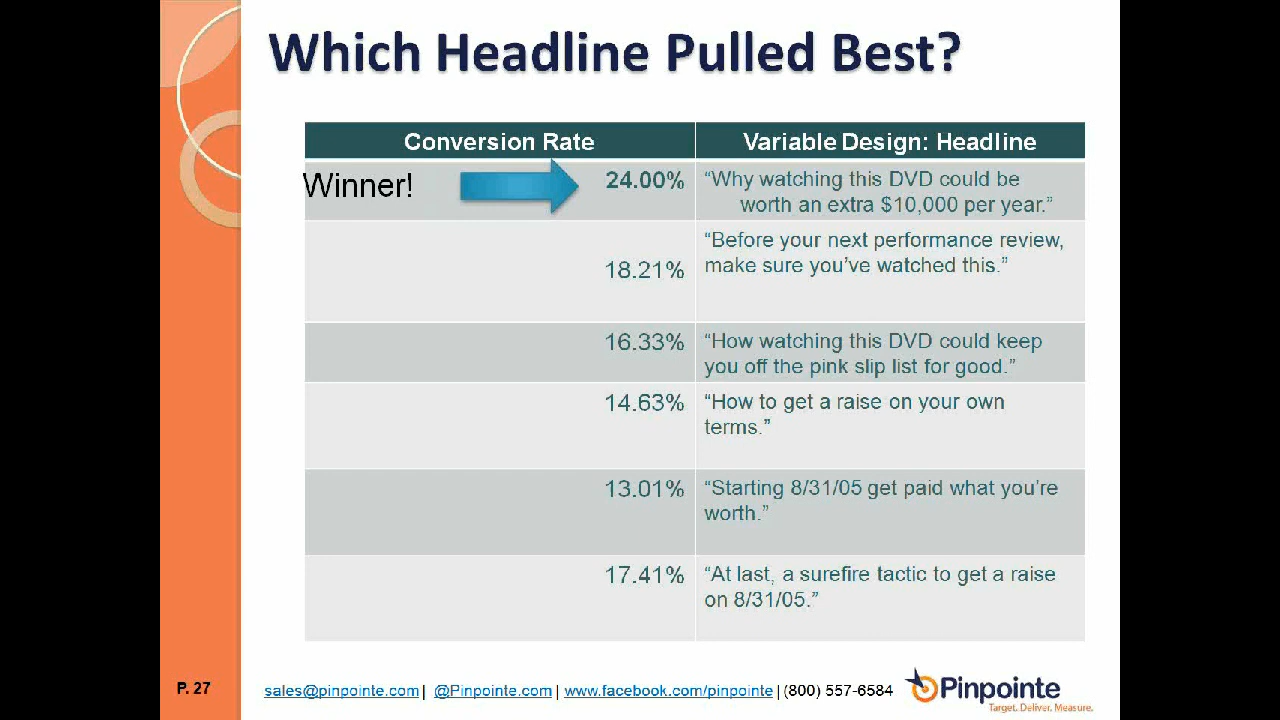 Which Headline Pulled Best?
Conversion Rate
Variable Design: Headline
Winner!
24.00%
“Why watching this DVD could be
worth an extra $10,000 per year.”
18.21%
“Before your next performance review,
make sure you’ve watched this.”
16.33%
“How watching this DVD could keep
you off the pink slip list for good.”
14.63%
“How to get a raise on your own
terms.”
13.01%
“Starting 8/31/05 get paid what you’re
worth.”
17.41%
“At last, a surefire tactic to get a raise
on 8/31/05.”
P. 27
sales@pinpointe.com | @Pinpointe.com | www.facebook.com/pinpointe | (800) 557-6584
Pinpointe
Target. Deliver. Measure.